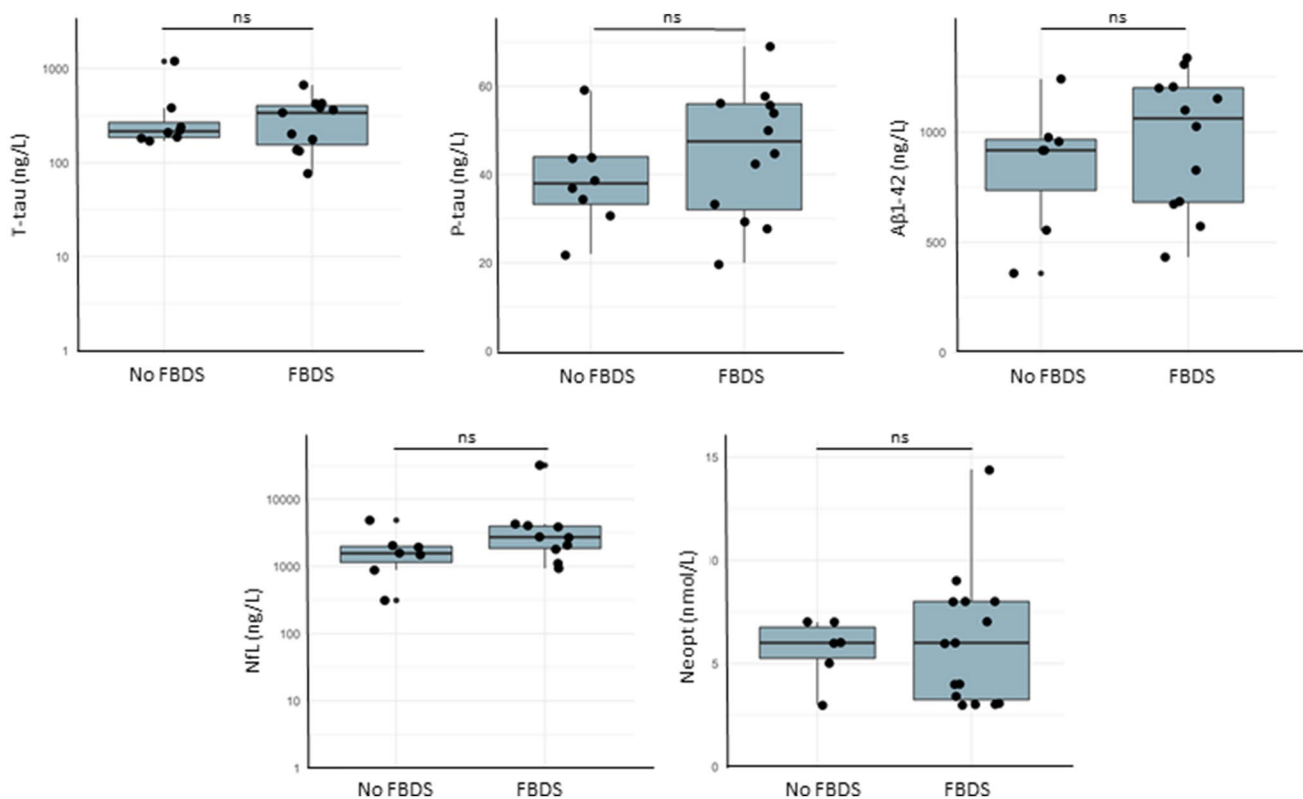 ns
T-tau (ng/L)
1000
100
10
1
No FBDS
FBDS
ns
P-tau (ng/L)
60
40
20
0
No FBDS
FBDS
ns
Aβ1-42 (ng/L)
1000
500
0
No FBDS
FBDS
ns
NfL (ng/L)
10000
1000
100
10
1
No FBDS
FBDS
ns
Neopt (nmol/L)
15
10
5
0
No FBDS
FBDS